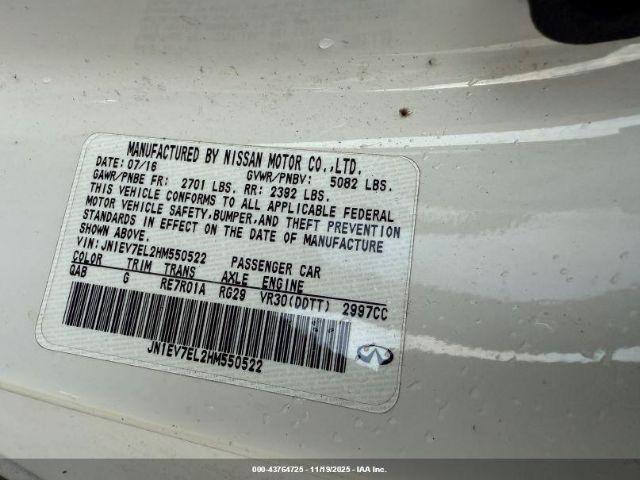 MANUFACTURED BY NISSAN MOTOR CO.,LTD.
DATE: 07/16 GVWR/PNBV: 5082 LBS.
GAWR/PNBE FR: 2701 LBS. RR: 2392 LBS.
THIS VEHICLE CONFORMS TO ALL APPLICABLE FEDERAL
MOTOR VEHICLE SAFETY,BUMPER,AND THEFT PREVENTION
STANDARDS IN EFFECT ON THE DATE OF MANUFACTURE
SHOWN ABOVE.
VIN: JN1EV7EL2HM550522 PASSENGER CAR
COLOR TRIM TRANS AXLE ENGINE
QAB G RE7R01A RG29 VR30(DDTT) 2997CC
JN1EV7EL2HM550522
000-43764725 - 11/19/2025 - IAA Inc.